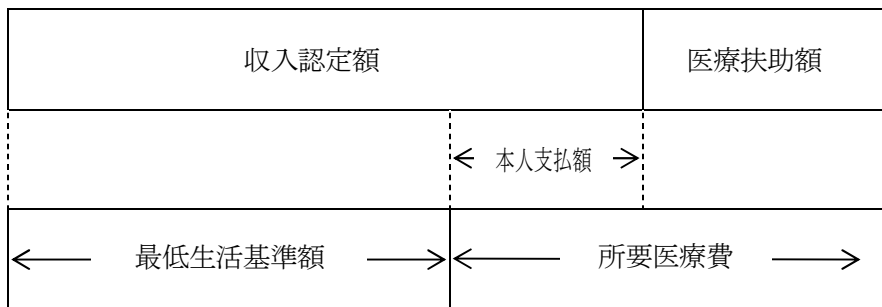 収入認定額
医療扶助額
本人支払額
最低生活基準額
所要医療費